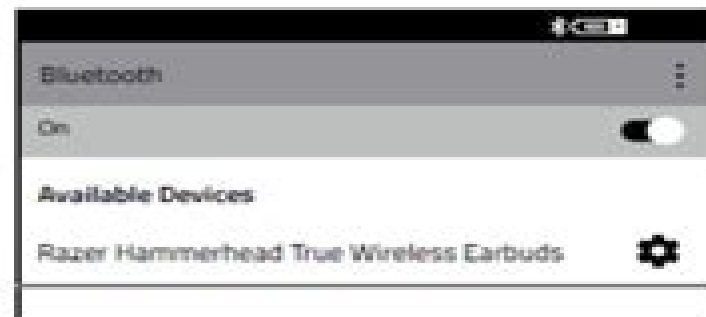 Bluetooth
On
Available Devices
Razer Hammerhead True Wireless Earbuds